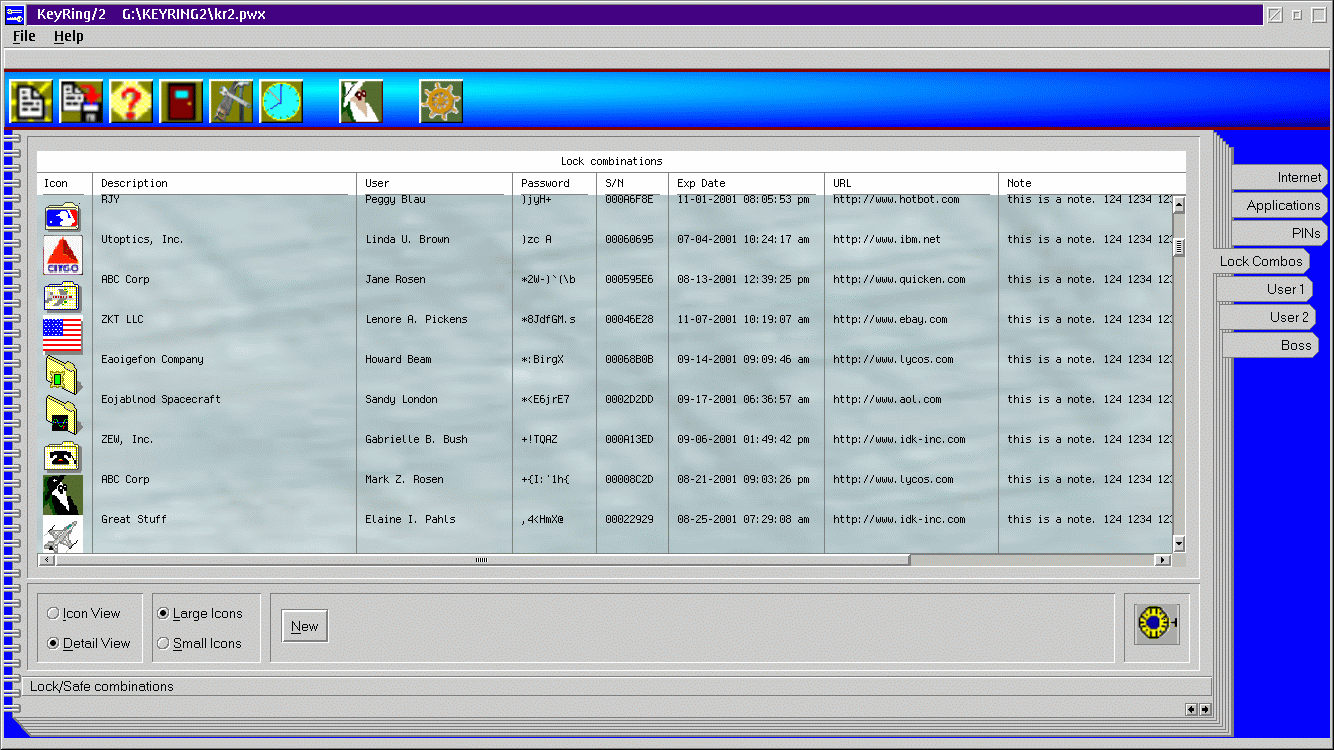 KeyRing/2 G:\KEYRING2\kr2.pwx
File Help
Lock combinations
Icon Description User Password S/N Exp Date URL Note
RJY Peggy Blau )jyH+ 000A6F8E 11-01-2001 08:05:53 pm http://www.hotbot.com this is a note. 124 1234 123
Utoptics, Inc. Linda U. Brown )zc A 00060695 07-04-2001 10:24:17 am http://www.ibm.net this is a note. 124 1234 123
CITGO
ABC Corp Jane Rosen *2W-)`(\b 000595E6 08-13-2001 12:39:25 pm http://www.quicken.com this is a note. 124 1234 123
ZKT LLC Lenore A. Pickens *8JdfGM.s 00046E28 11-07-2001 10:19:07 am http://www.ebay.com this is a note. 124 1234 123
Eaoigefon Company Howard Beam *:BirgX 00068B0B 09-14-2001 09:09:46 am http://www.lycos.com this is a note. 124 1234 123
Eojablnod Spacecraft Sandy London *<E6jrE7 0002D2DD 09-17-2001 06:36:57 am http://www.aol.com this is a note. 124 1234 123
ZEW, Inc. Gabrielle B. Bush +!TQAZ 000A13ED 09-06-2001 01:49:42 pm http://www.idk-inc.com this is a note. 124 1234 123
ABC Corp Mark Z. Rosen +{I:'1h{ 00008C2D 08-21-2001 09:03:26 pm http://www.lycos.com this is a note. 124 1234 123
Great Stuff Elaine I. Pahls ,4<HmX@ 00022929 08-25-2001 07:29:08 am http://www.idk-inc.com this is a note. 124 1234 123
Internet
Applications
PINs
Lock Combos
User 1
User 2
Boss
Icon View
Detail View
Large Icons
Small Icons
New
Lock/Safe combinations